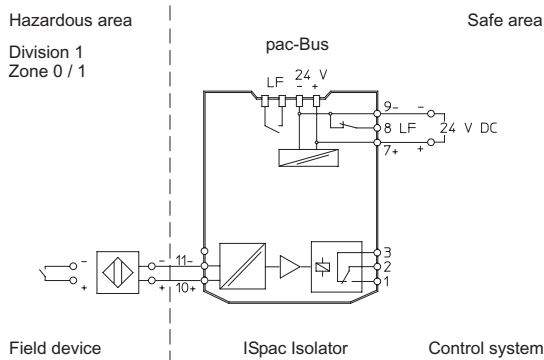 Hazardous area
Safe area
Division 1
Zone 0 / 1
pac-Bus
LF 24 V
- +
9- -
8 LF 24 V DC
7+ +
- - 11-
+ + 10+
3
2
1
Field device
ISpac Isolator
Control system